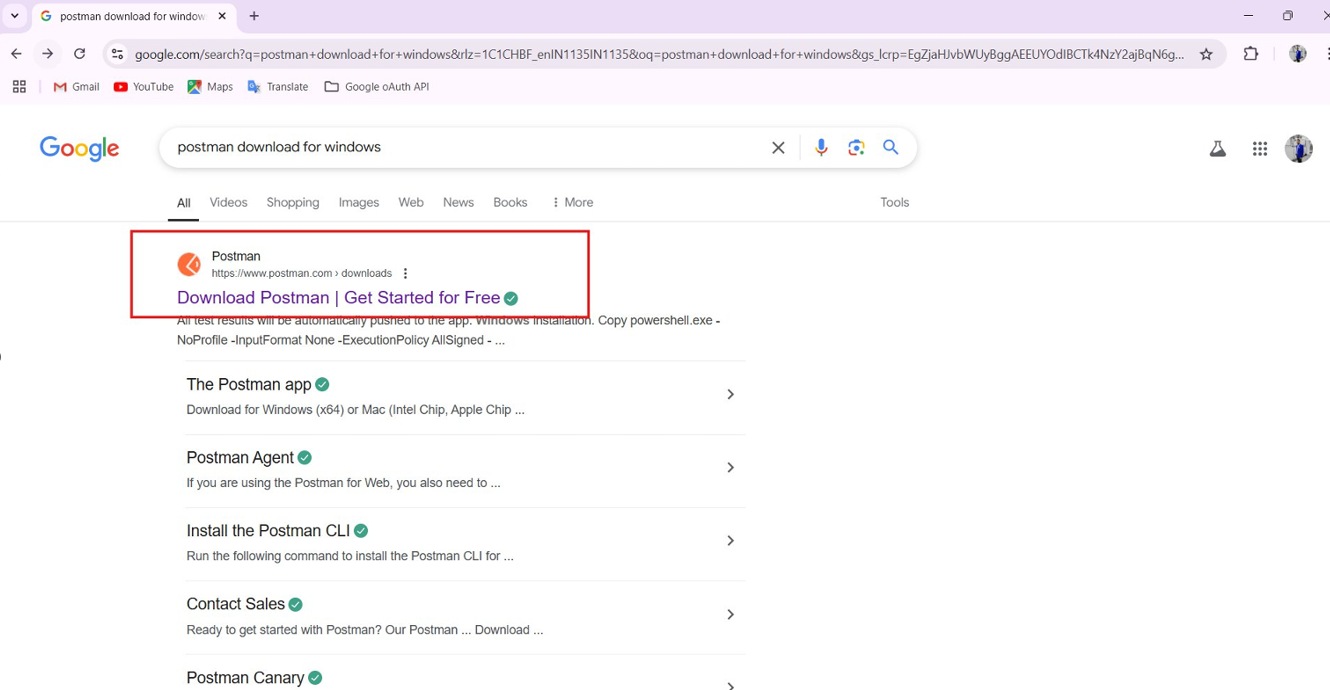 postman download for window
google.com/search?q=postman+download+for+windows&rlz=1C1CHBF_enIN1135IN1135&oq=postman+download+for+windows&gs_lcrp=EgZjaHJvbWUyBggAEEUYOdIBCTk4NzY2ajBqN6g...
Gmail YouTube Maps Translate Google oAuth API
Google postman download for windows
All Videos Shopping Images Web News Books More Tools
Postman
https://www.postman.com › downloads
Download Postman | Get Started for Free
All test results will be automatically pushed to the app. Windows Installation. Copy powershell.exe -
NoProfile -InputFormat None -ExecutionPolicy AllSigned - ...
The Postman app
Download for Windows (x64) or Mac (Intel Chip, Apple Chip ...
Postman Agent
If you are using the Postman for Web, you also need to ...
Install the Postman CLI
Run the following command to install the Postman CLI for ...
Contact Sales
Ready to get started with Postman? Our Postman ... Download ...
Postman Canary